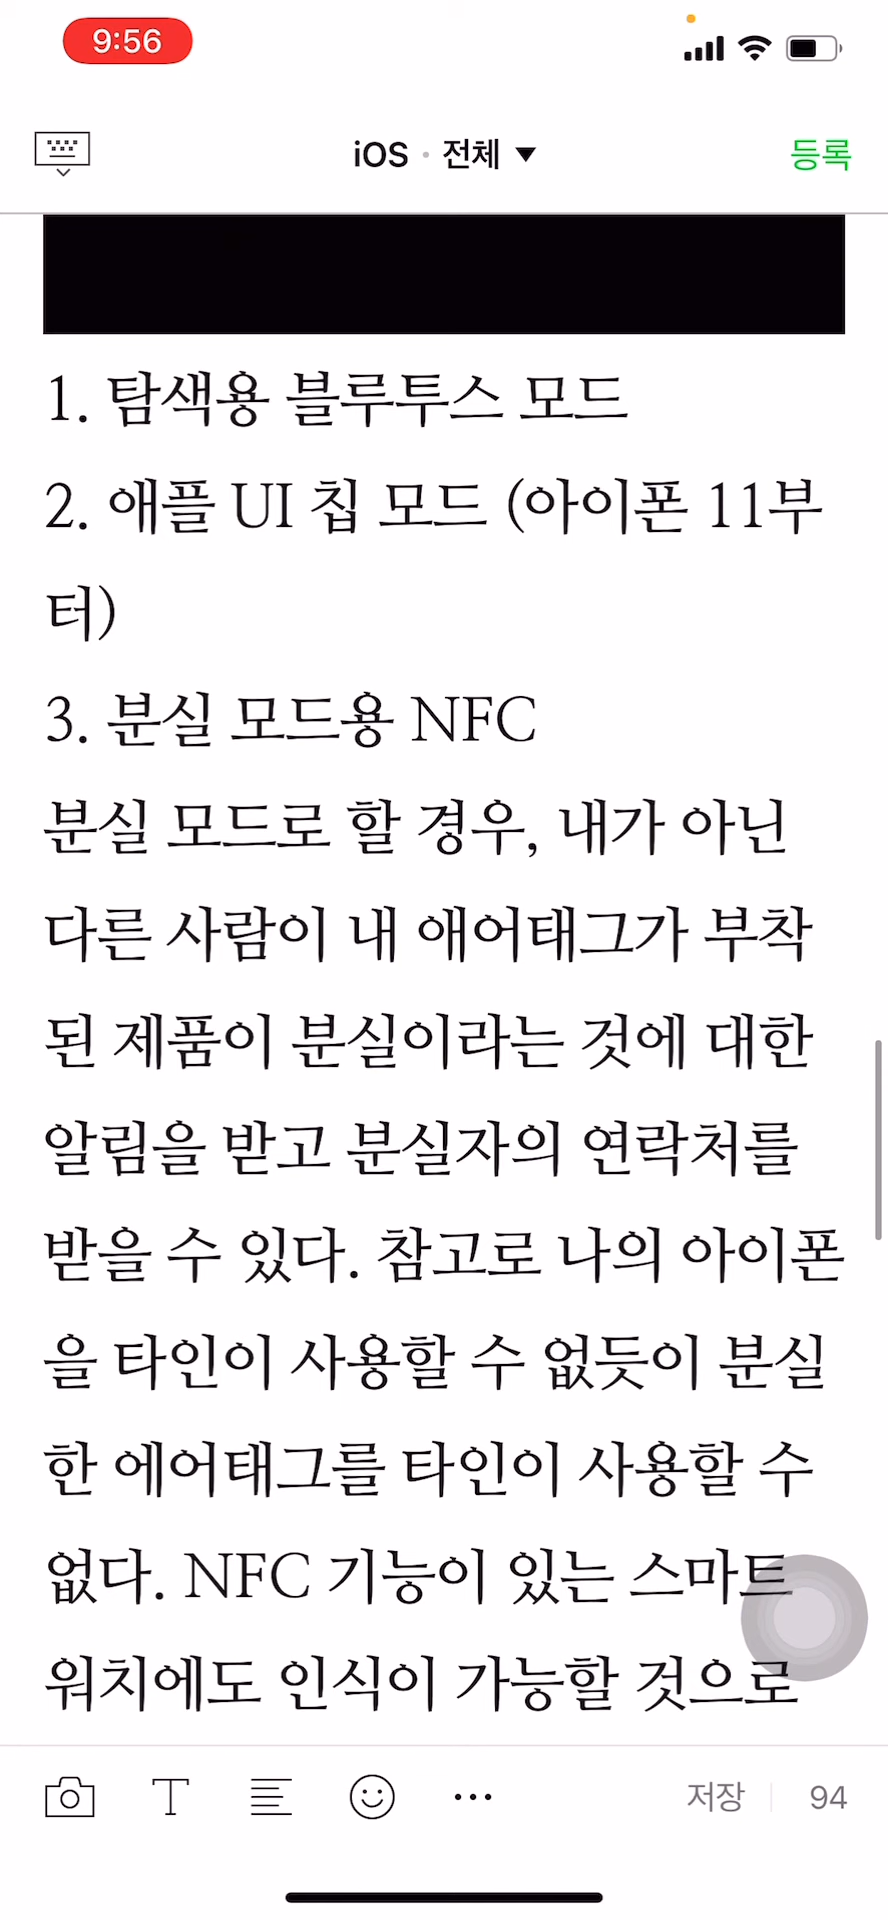 9:56
iOS · 전체 ▼
등록
1. 탐색용 블루투스 모드
2. 애플 UI 칩 모드 (아이폰 11부
터)
3. 분실 모드용 NFC
분실 모드로 할 경우, 내가 아닌
다른 사람이 내 애어태그가 부착
된 제품이 분실이라는 것에 대한
알림을 받고 분실자의 연락처를
받을 수 있다. 참고로 나의 아이폰
을 타인이 사용할 수 없듯이 분실
한 에어태그를 타인이 사용할 수
없다. NFC 기능이 있는 스마트
워치에도 인식이 가능할 것으로
저장
94